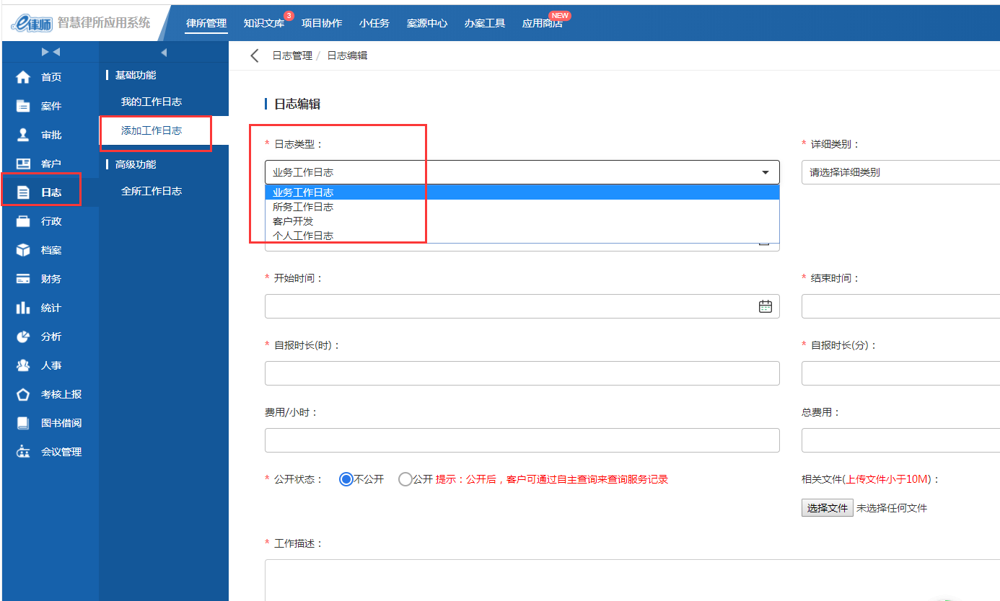 e律师 智慧律所应用系统
律所管理 知识文库 3 项目协作 小任务 案源中心 办案工具 应用商店 NEW
首页
案件
审批
客户
日志
行政
档案
财务
统计
分析
人事
考核上报
图书借阅
会议管理
基础功能
我的工作日志
添加工作日志
高级功能
全所工作日志
日志管理 / 日志编辑
日志编辑
* 日志类型： * 详细类别：
业务工作日志 请选择详细类别
业务工作日志
所务工作日志
客户开发
个人工作日志
* 开始时间： * 结束时间：
* 自报时长(时)： * 自报时长(分)：
费用/小时： 总费用：
* 公开状态： 不公开 公开 提示：公开后，客户可通过自主查询来查询服务记录 相关文件(上传文件小于10M)：
选择文件 未选择任何文件
* 工作描述：